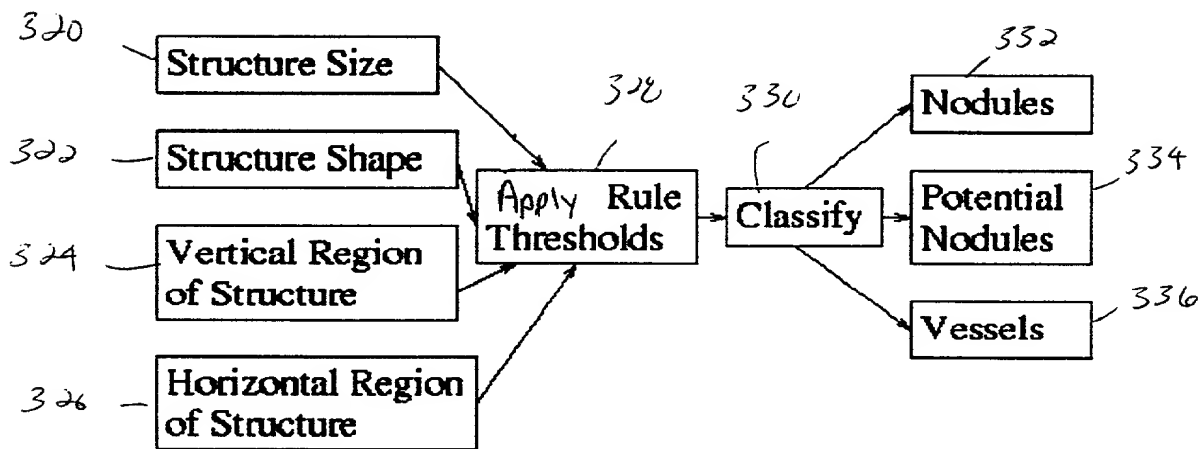 320
Structure Size
322
Structure Shape
324
Vertical Region
of Structure
326
Horizontal Region
of Structure
328
Apply Rule
Thresholds
330
Classify
332
Nodules
334
Potential
Nodules
336
Vessels